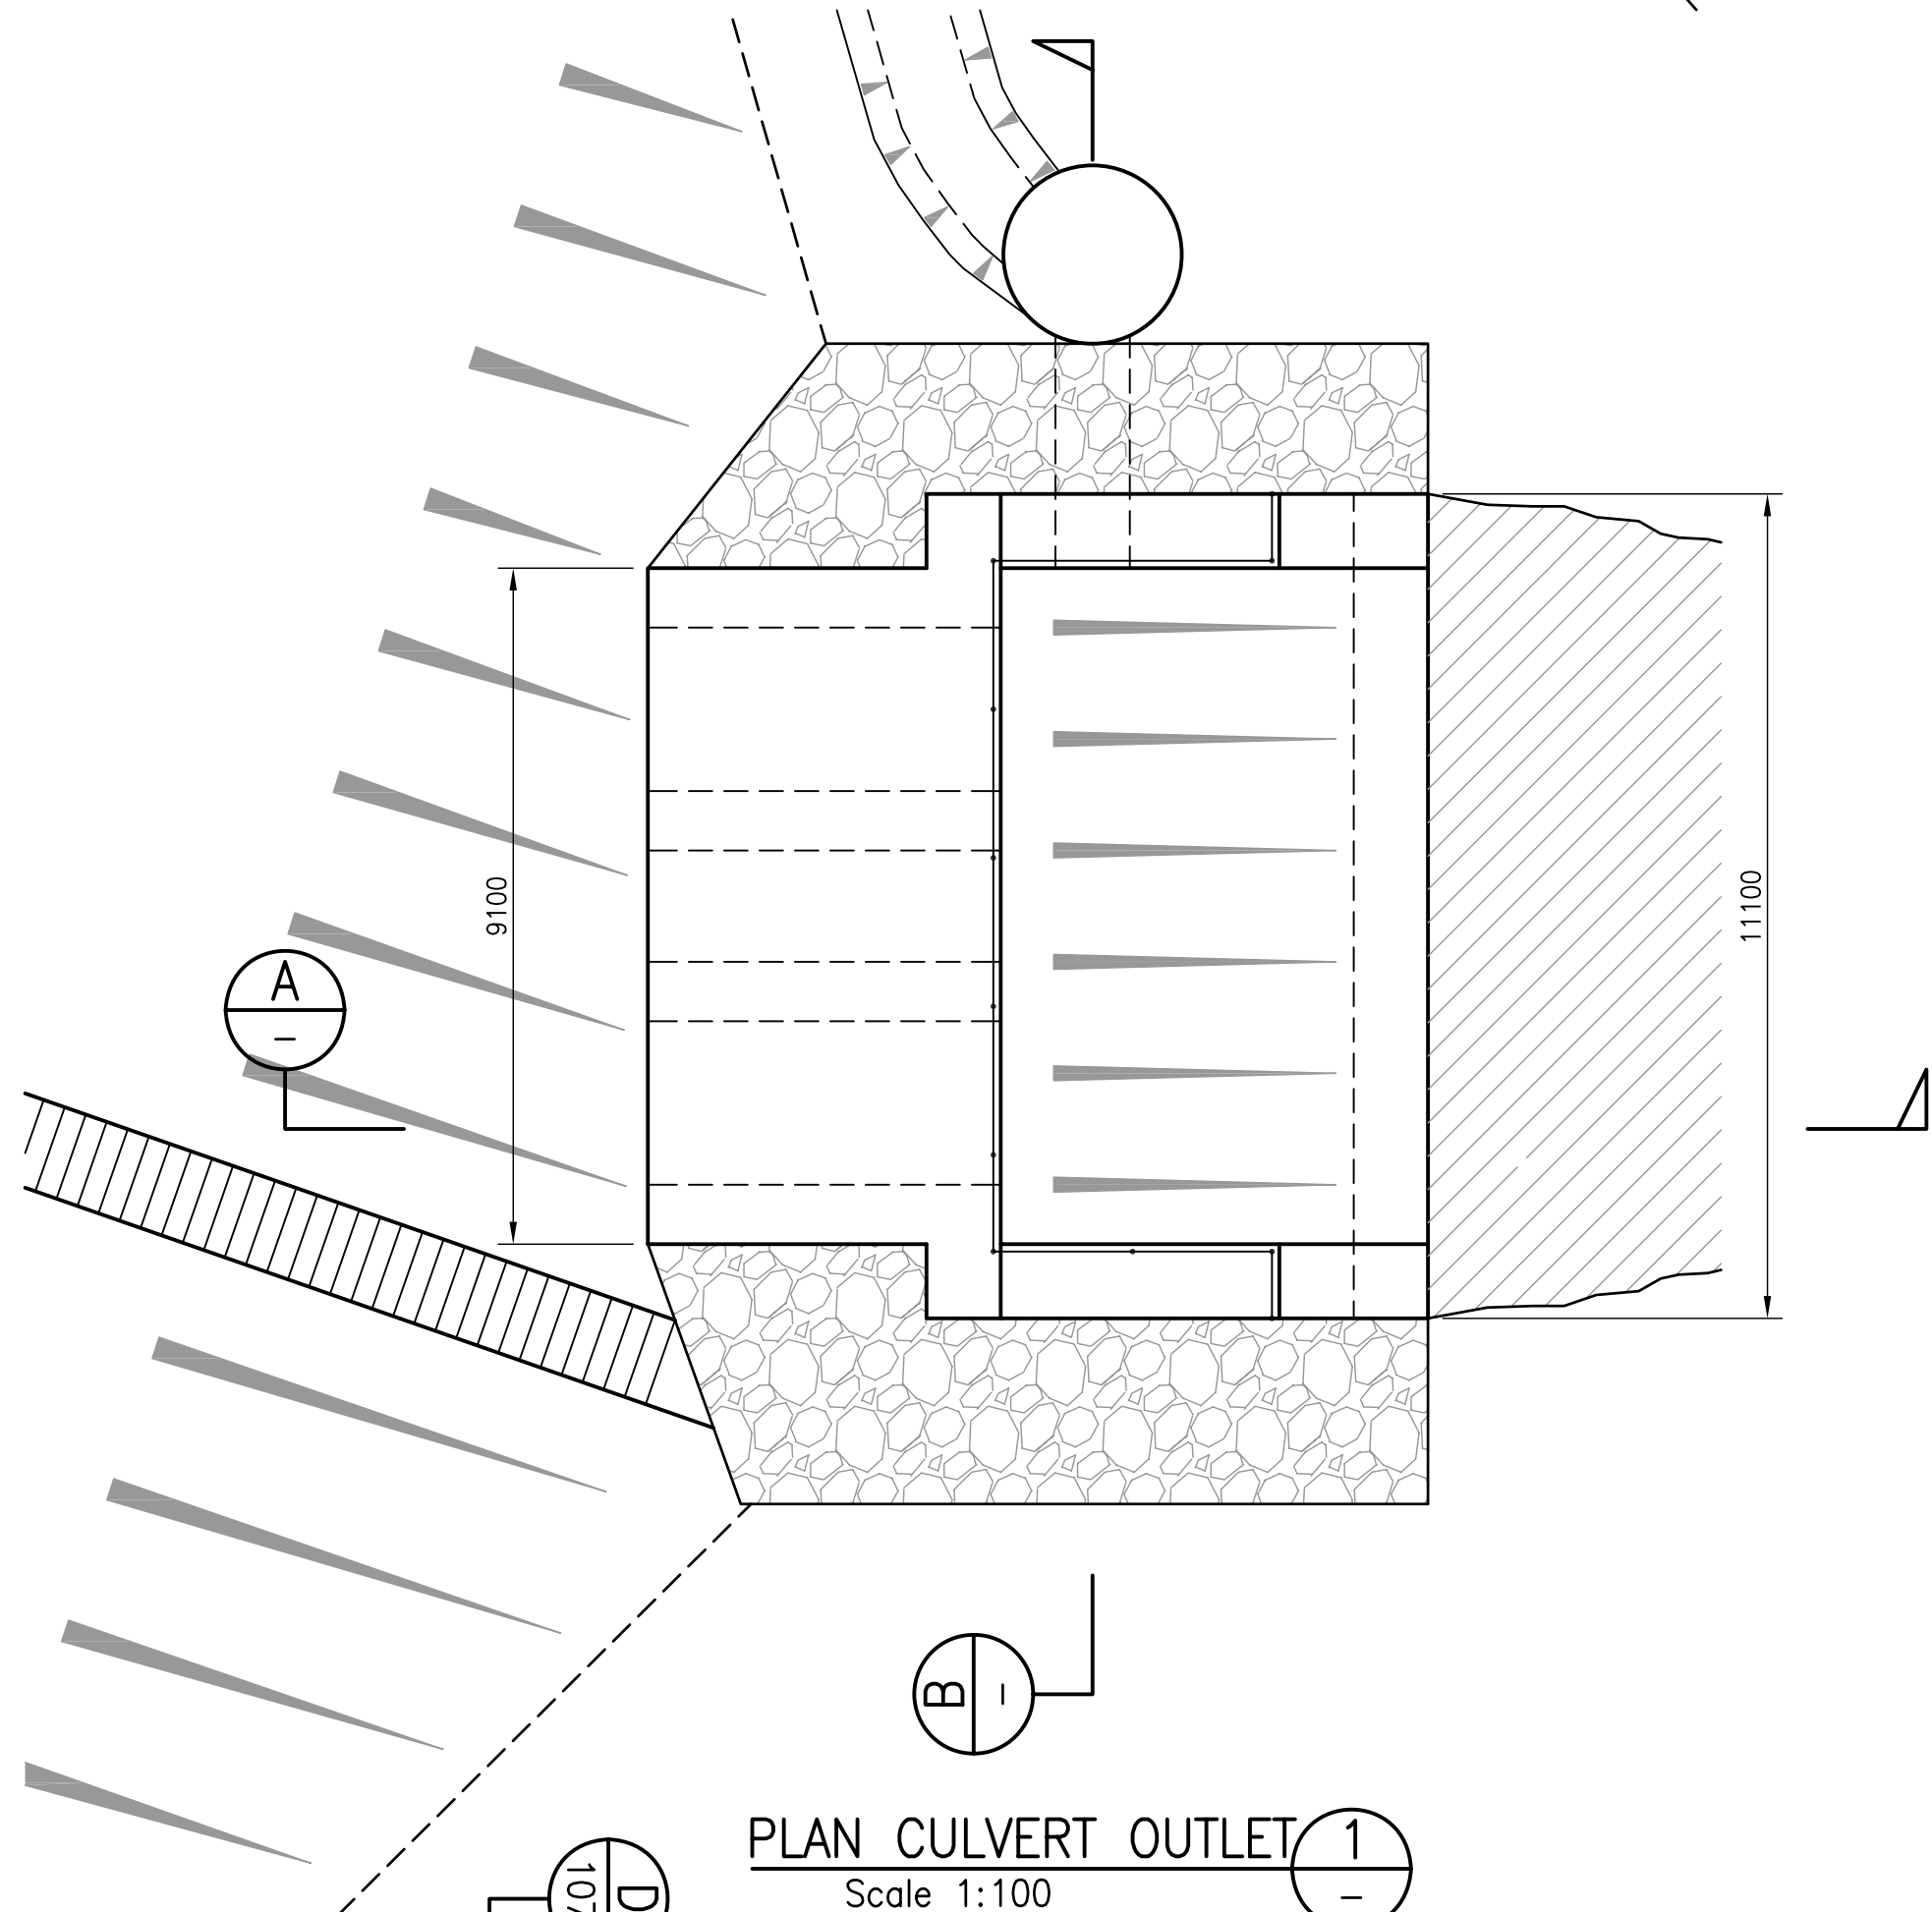 9100
11100
A
–
B
–
PLAN CULVERT OUTLET
1
–
Scale 1:100
D